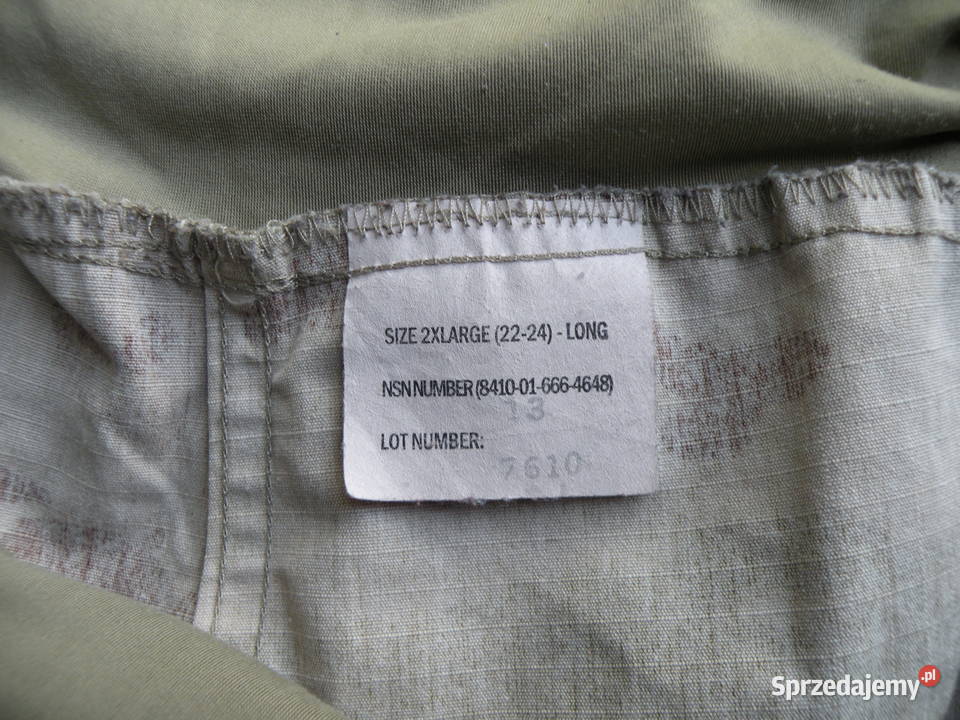 SIZE 2XLARGE (22-24) - LONG
NSN NUMBER (8410-01-666-4648)
13
LOT NUMBER:
7610
Sprzedajemy.pl